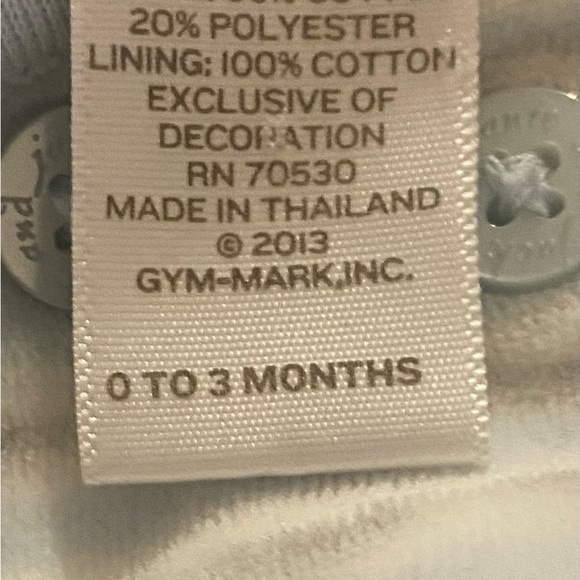 20% POLYESTER
LINING: 100% COTTON
EXCLUSIVE OF
DECORATION
RN 70530
MADE IN THAILAND
© 2013
GYM-MARK,INC.
0 TO 3 MONTHS
and